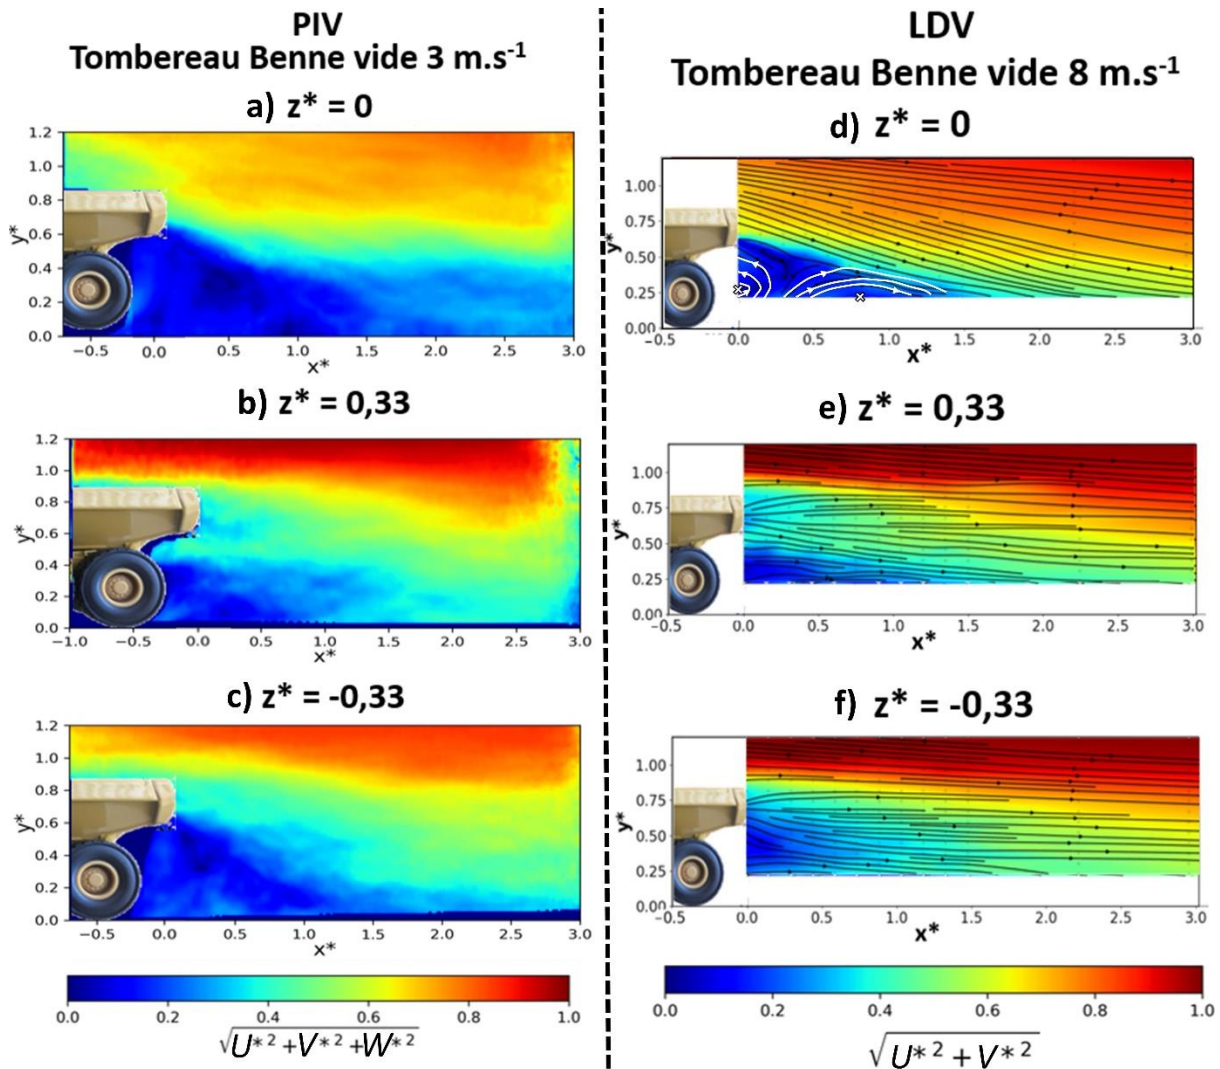 PIV
Tombereau Benne vide 3 m.s-1
a) z* = 0
1.2
1.0
0.8
0.6
0.4
0.2
0.0
y*
−0.5 0.0 0.5 1.0 1.5 2.0 2.5 3.0
x*
b) z* = 0,33
1.2
1.0
0.8
0.6
0.4
0.2
0.0
y*
−1.0 −0.5 0.0 0.5 1.0 1.5 2.0 2.5 3.0
x*
c) z* = -0,33
1.2
1.0
0.8
0.6
0.4
0.2
0.0
y*
−0.5 0.0 0.5 1.0 1.5 2.0 2.5 3.0
x*
0.0 0.2 0.4 0.6 0.8 1.0
√U*2 +V*2 +W*2
LDV
Tombereau Benne vide 8 m.s-1
d) z* = 0
1.00
0.75
0.50
0.25
0.00
y*
−0.5 0.0 0.5 1.0 1.5 2.0 2.5 3.0
x*
e) z* = 0,33
1.00
0.75
0.50
0.25
0.00
y*
−0.5 0.0 0.5 1.0 1.5 2.0 2.5 3.0
x*
f) z* = -0,33
1.00
0.75
0.50
0.25
0.00
y*
−0.5 0.0 0.5 1.0 1.5 2.0 2.5 3.0
x*
0.0 0.2 0.4 0.6 0.8 1.0
√U*2 + V*2